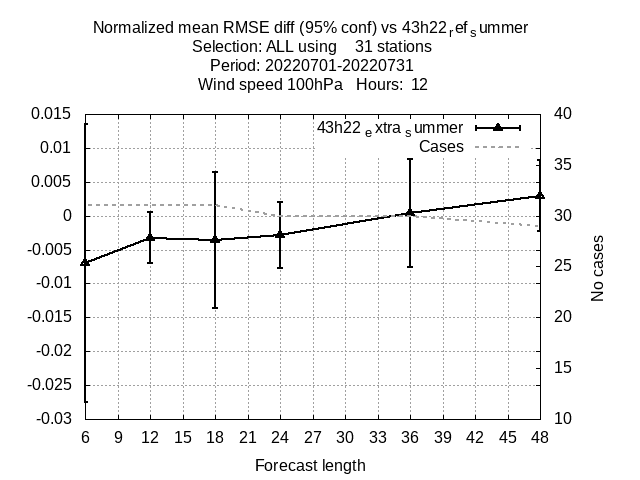 Normalized mean RMSE diff (95% conf) vs 43h22refsummer
Selection: ALL using 31 stations
Period: 20220701-20220731
Wind speed 100hPa Hours: 12
43h22extrasummer
Cases
0.015
0.01
0.005
0
-0.005
-0.01
-0.015
-0.02
-0.025
-0.03
40
35
30
25
20
15
10
No cases
6 9 12 15 18 21 24 27 30 33 36 39 42 45 48
Forecast length